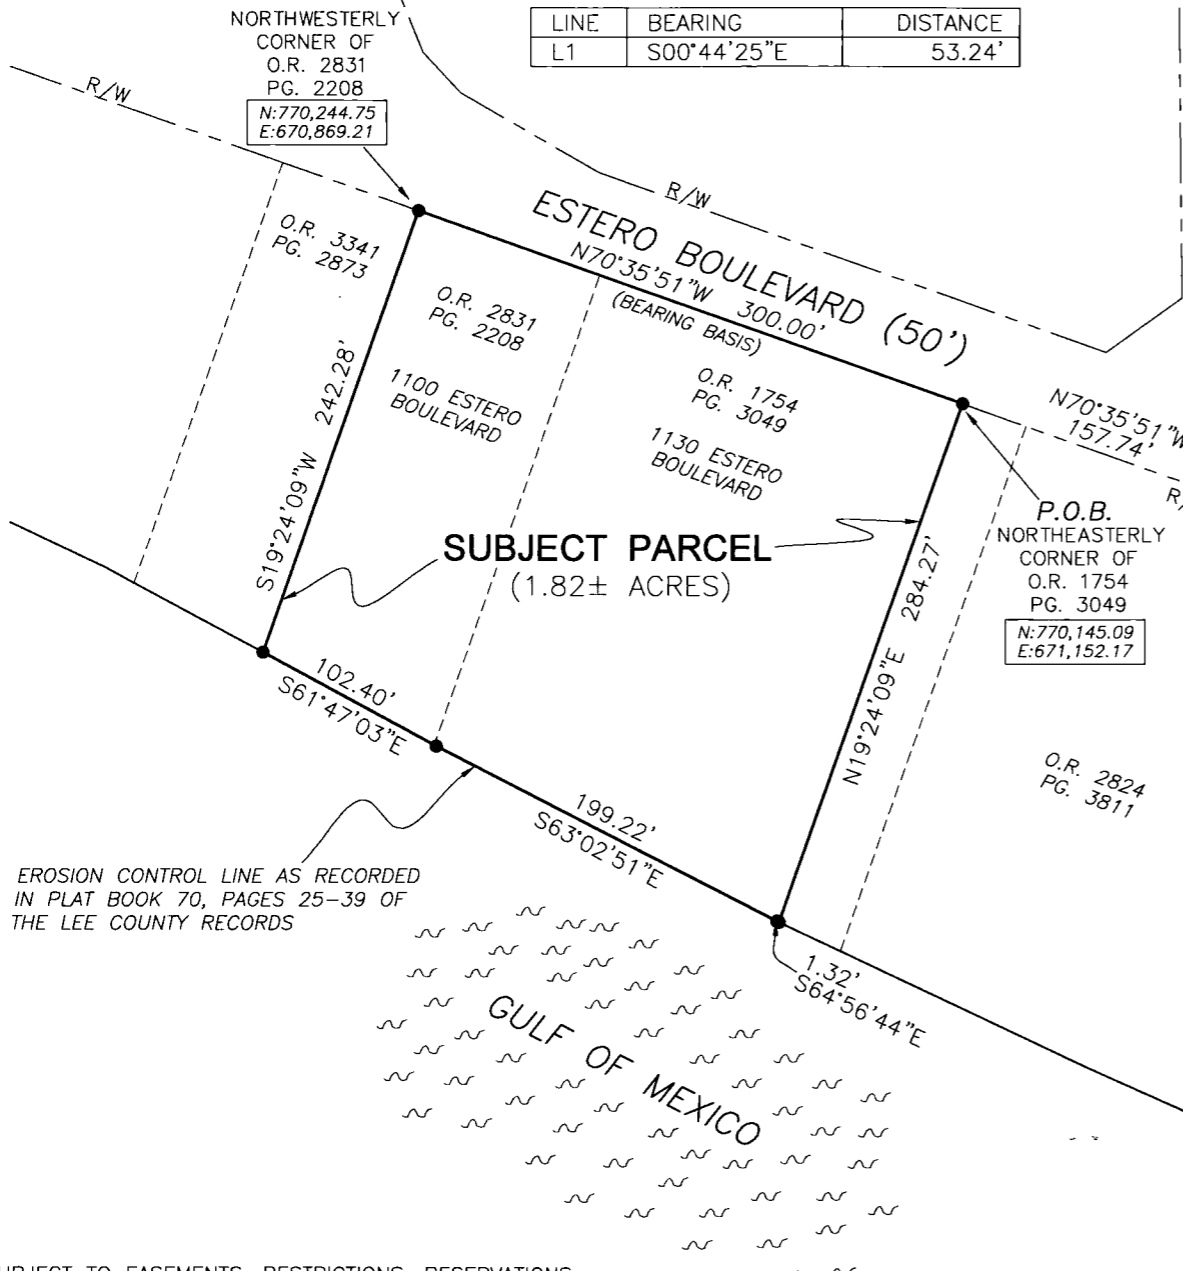 NORTHWESTERLY
CORNER OF
O.R. 2831
PG. 2208
N:770,244.75
E:670,869.21
LINE BEARING DISTANCE
L1 S00°44'25"E 53.24'
R/W
R/W
ESTERO BOULEVARD (50')
N70°35'51"W 300.00'
(BEARING BASIS)
O.R. 3341
PG. 2873
O.R. 2831
PG. 2208
1100 ESTERO
BOULEVARD
O.R. 1754
PG. 3049
1130 ESTERO
BOULEVARD
N70°35'51"W
157.74'
S19°24'09"W 242.28'
SUBJECT PARCEL
(1.82± ACRES)
N19°24'09"E 284.27'
P.O.B.
NORTHEASTERLY
CORNER OF
O.R. 1754
PG. 3049
N:770,145.09
E:671,152.17
102.40'
S61°47'03"E
199.22'
S63°02'51"E
O.R. 2824
PG. 3811
EROSION CONTROL LINE AS RECORDED
IN PLAT BOOK 70, PAGES 25-39 OF
THE LEE COUNTY RECORDS
1.32'
S64°56'44"E
GULF OF MEXICO
TO EASEMENTS, RESTRICTIONS, RESERVATIONS